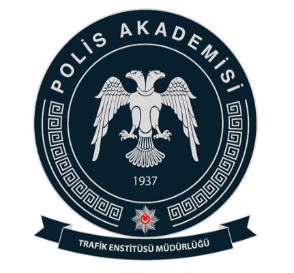 POLİS AKADEMİSİ
1937
TRAFİK ENSTİTÜSÜ MÜDÜRLÜĞÜ